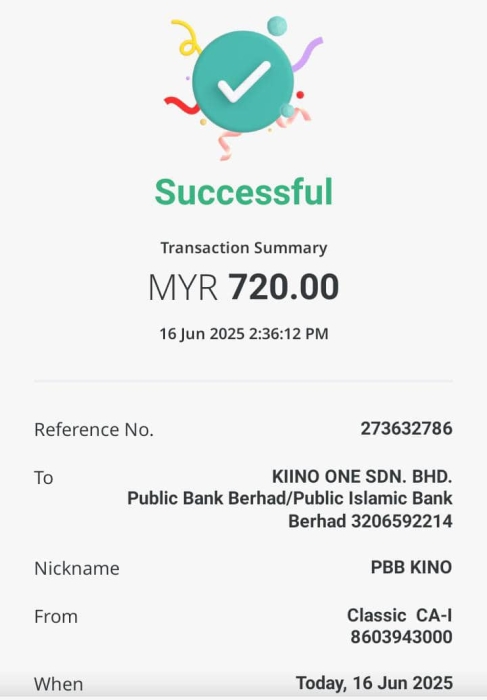 Successful
Transaction Summary
MYR 720.00
16 Jun 2025 2:36:12 PM
Reference No. 273632786
To KIINO ONE SDN. BHD.
Public Bank Berhad/Public Islamic Bank
Berhad 3206592214
Nickname PBB KINO
From Classic CA-I
8603943000
When Today, 16 Jun 2025